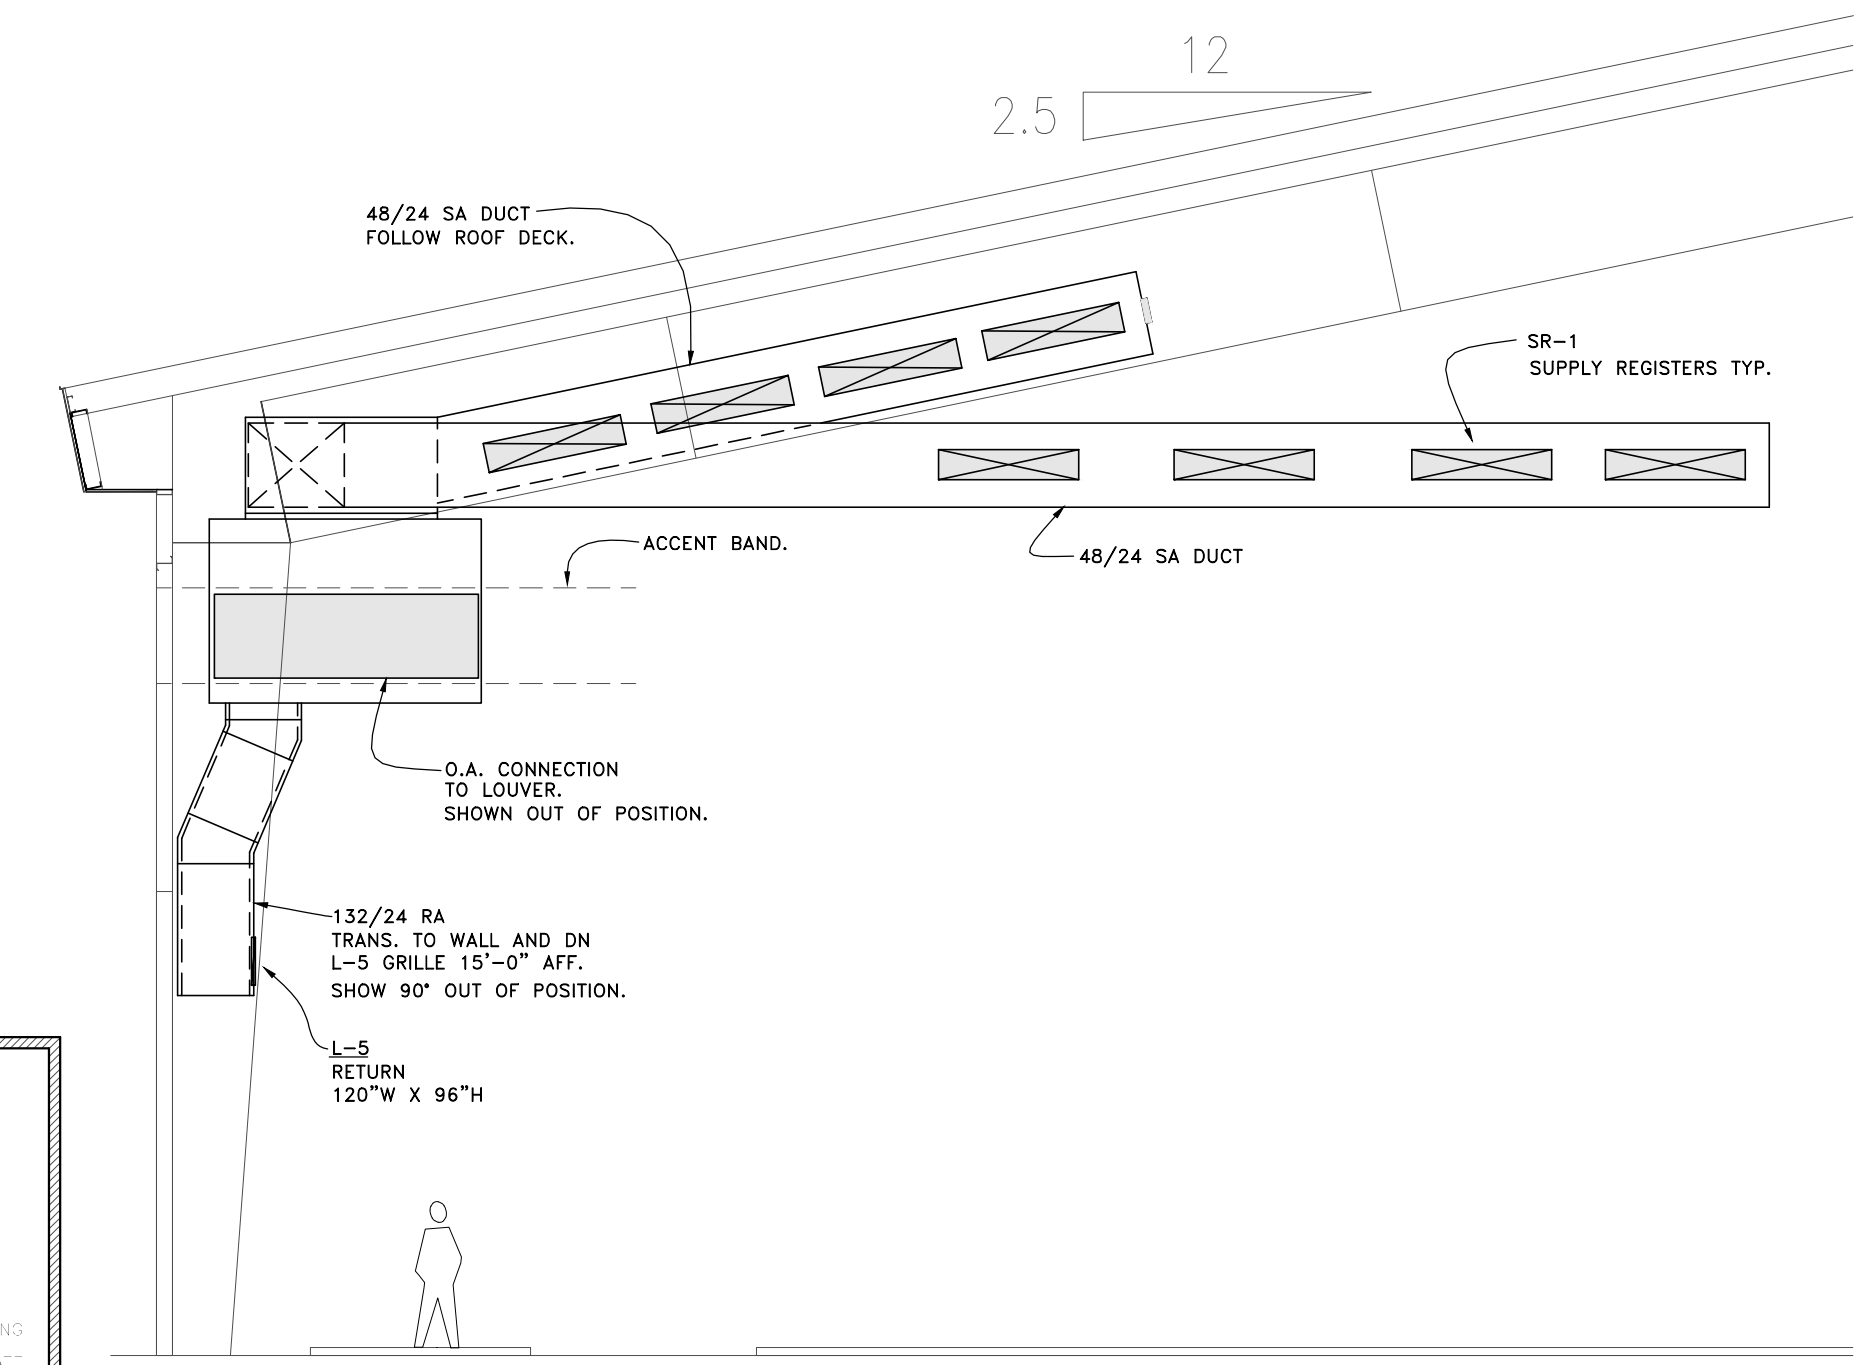 12
2.5
48/24 SA DUCT
FOLLOW ROOF DECK.
SR-1
SUPPLY REGISTERS TYP.
ACCENT BAND.
48/24 SA DUCT
O.A. CONNECTION
TO LOUVER.
SHOWN OUT OF POSITION.
132/24 RA
TRANS. TO WALL AND DN
L-5 GRILLE 15'-0" AFF.
SHOW 90° OUT OF POSITION.
L-5
RETURN
120"W X 96"H
NG